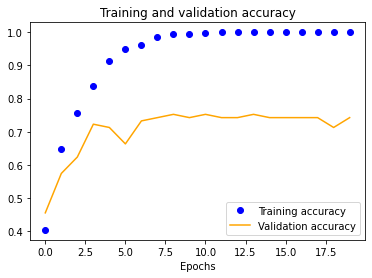 Training and validation accuracy
1.0
0.9
0.8
0.7
0.6
0.5
0.4
Training accuracy
Validation accuracy
0.0 2.5 5.0 7.5 10.0 12.5 15.0 17.5
Epochs